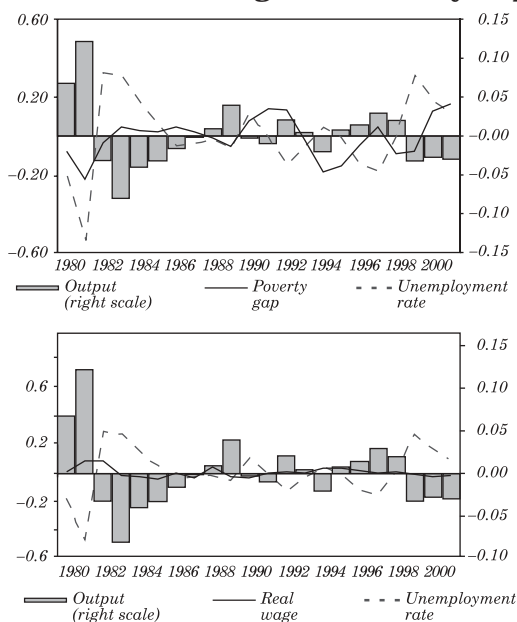 0.60
0.20
−0.20
−0.60
0.15
0.10
0.05
−0.00
−0.05
−0.10
−0.15
1980 1982 1984 1986 1988 1990 1992 1994 1996 1998 2000
Output (right scale)
Poverty gap
Unemployment rate
0.6
0.2
−0.2
−0.6
0.15
0.10
0.05
0.00
−0.05
−0.10
1980 1982 1984 1986 1988 1990 1992 1994 1996 1998 2000
Output (right scale)
Real wage
Unemployment rate